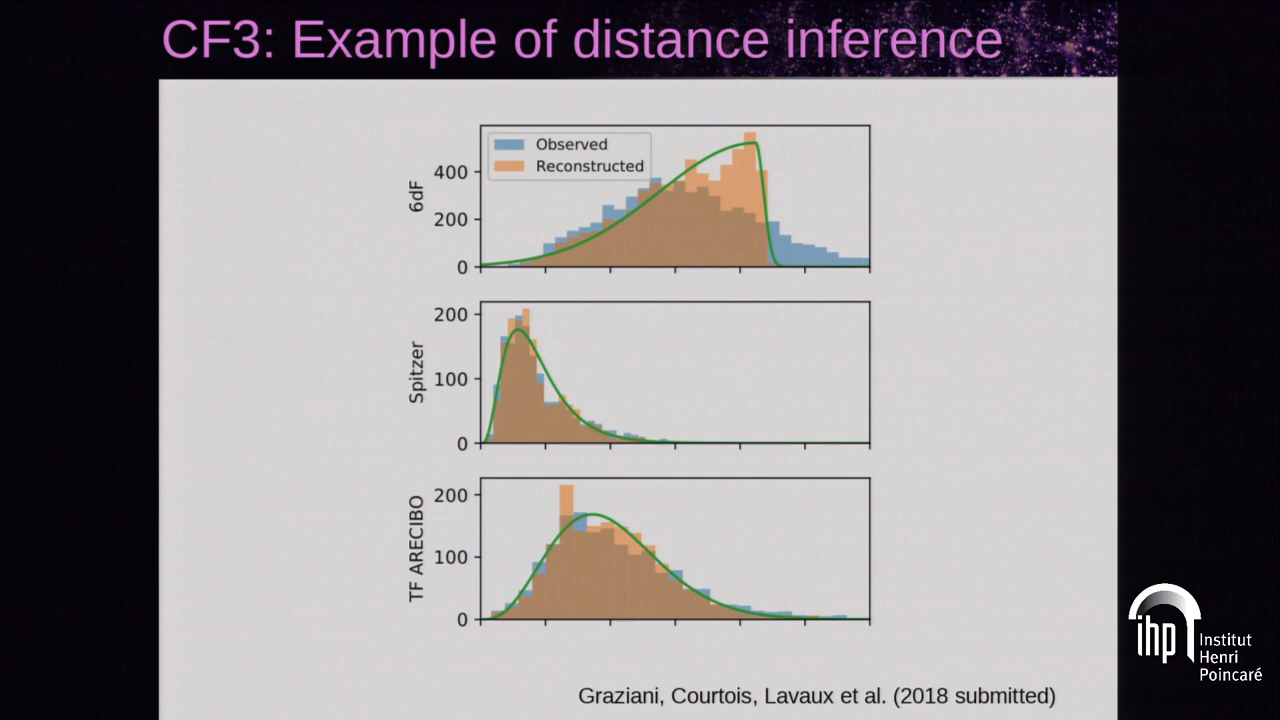 CF3: Example of distance inference
Observed
Reconstructed
6dF
400
200
0
Spitzer
200
100
0
TF ARECIBO
200
100
0
Graziani, Courtois, Lavaux et al. (2018 submitted)
ihp
Institut
Henri
Poincaré